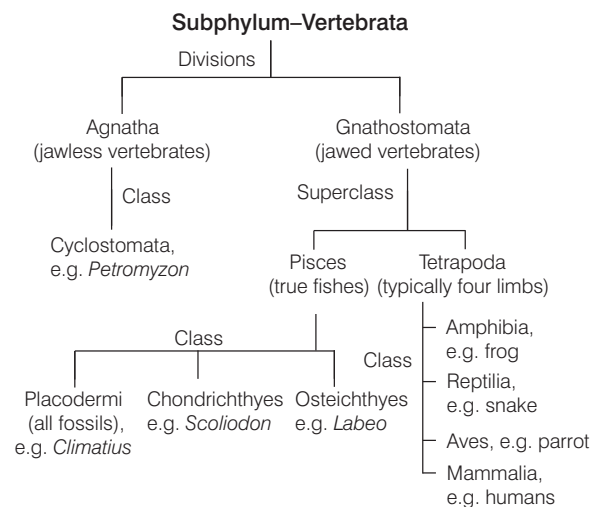 Subphylum–Vertebrata
Divisions
Agnatha
(jawless vertebrates)
Gnathostomata
(jawed vertebrates)
Class
Superclass
Cyclostomata,
e.g. Petromyzon
Pisces
(true fishes)
Tetrapoda
(typically four limbs)
Class
Placodermi
(all fossils),
e.g. Climatius
Chondrichthyes
e.g. Scoliodon
Osteichthyes
e.g. Labeo
Class
Amphibia,
e.g. frog
Reptilia,
e.g. snake
Aves, e.g. parrot
Mammalia,
e.g. humans